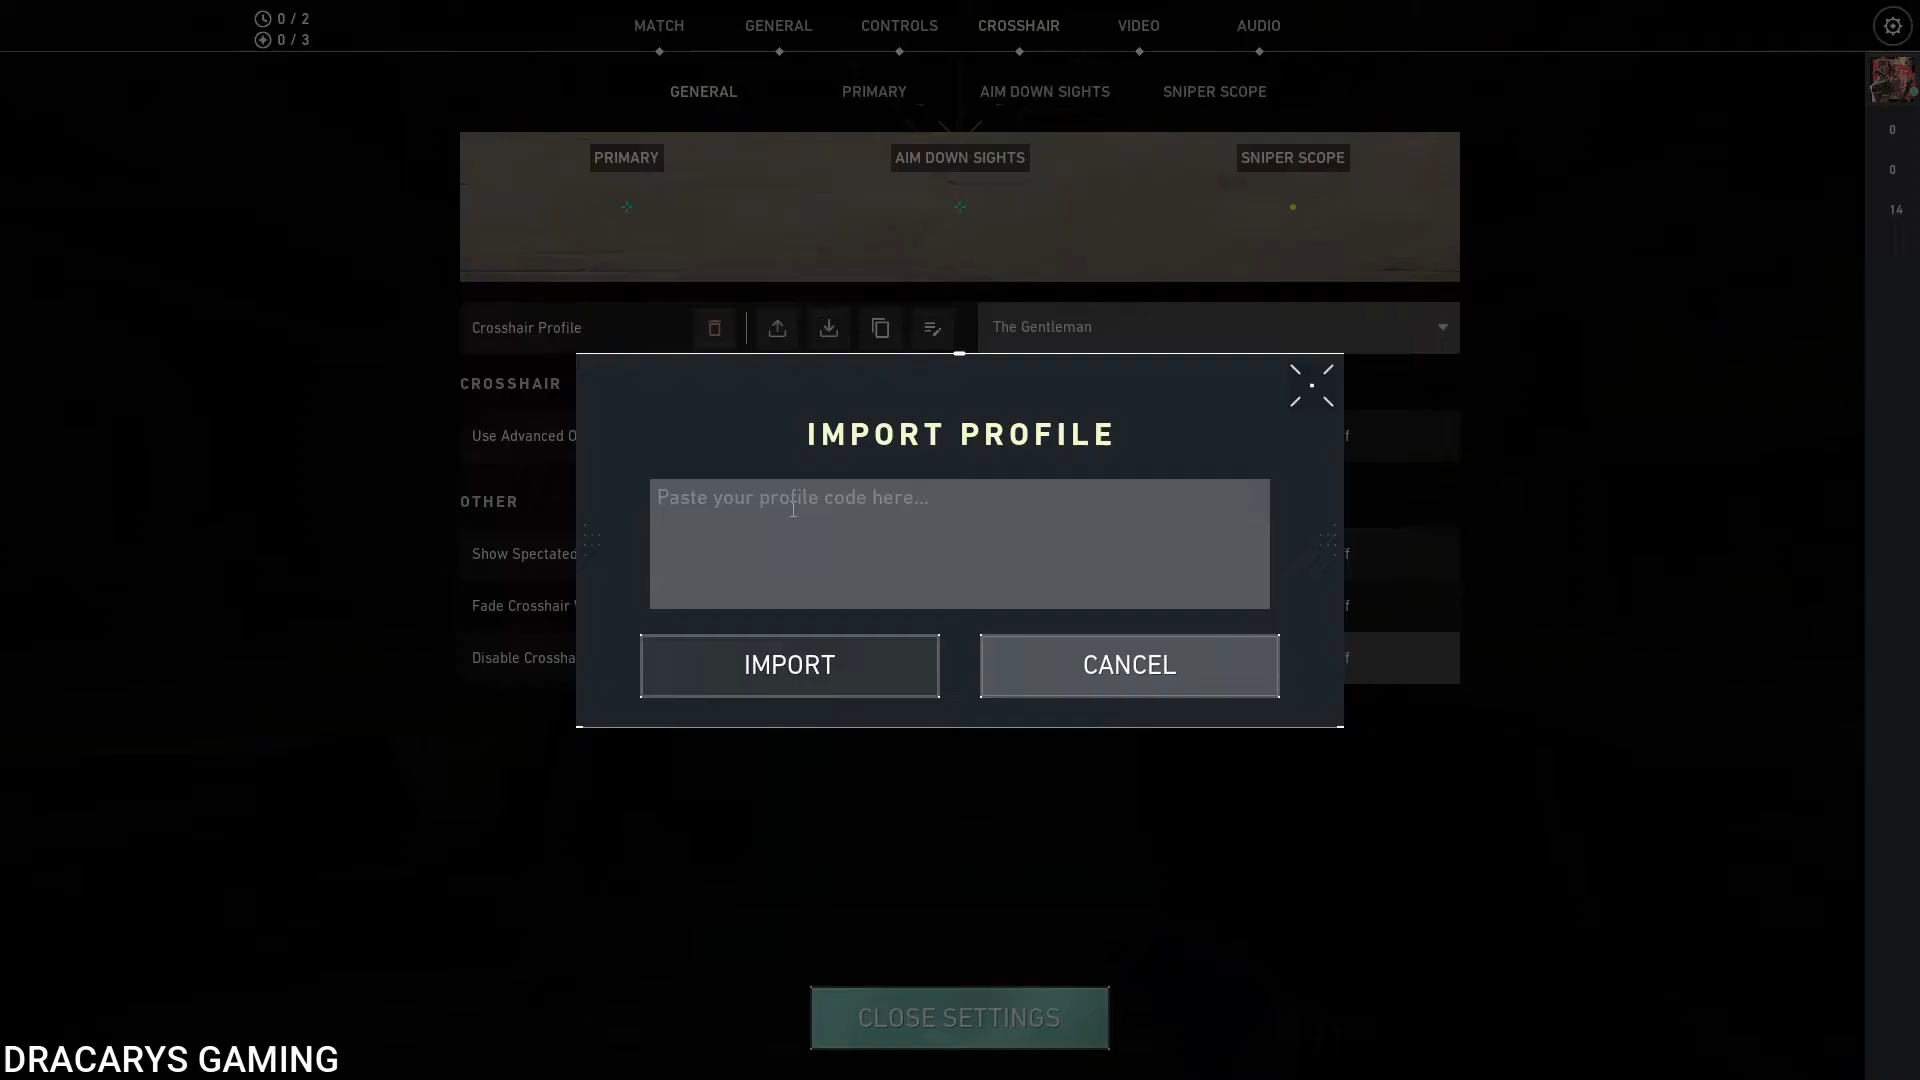 0 / 2
0 / 3
MATCH
GENERAL
CONTROLS
CROSSHAIR
VIDEO
AUDIO
GENERAL
PRIMARY
AIM DOWN SIGHTS
SNIPER SCOPE
PRIMARY
AIM DOWN SIGHTS
SNIPER SCOPE
0
0
14
Crosshair Profile
The Gentleman
CROSSHAIR
Use Advanced O
f
OTHER
Show Spectated
f
Fade Crosshair
f
Disable Crossha
f
IMPORT PROFILE
Paste your profile code here...
IMPORT
CANCEL
CLOSE SETTINGS
DRACARYS GAMING